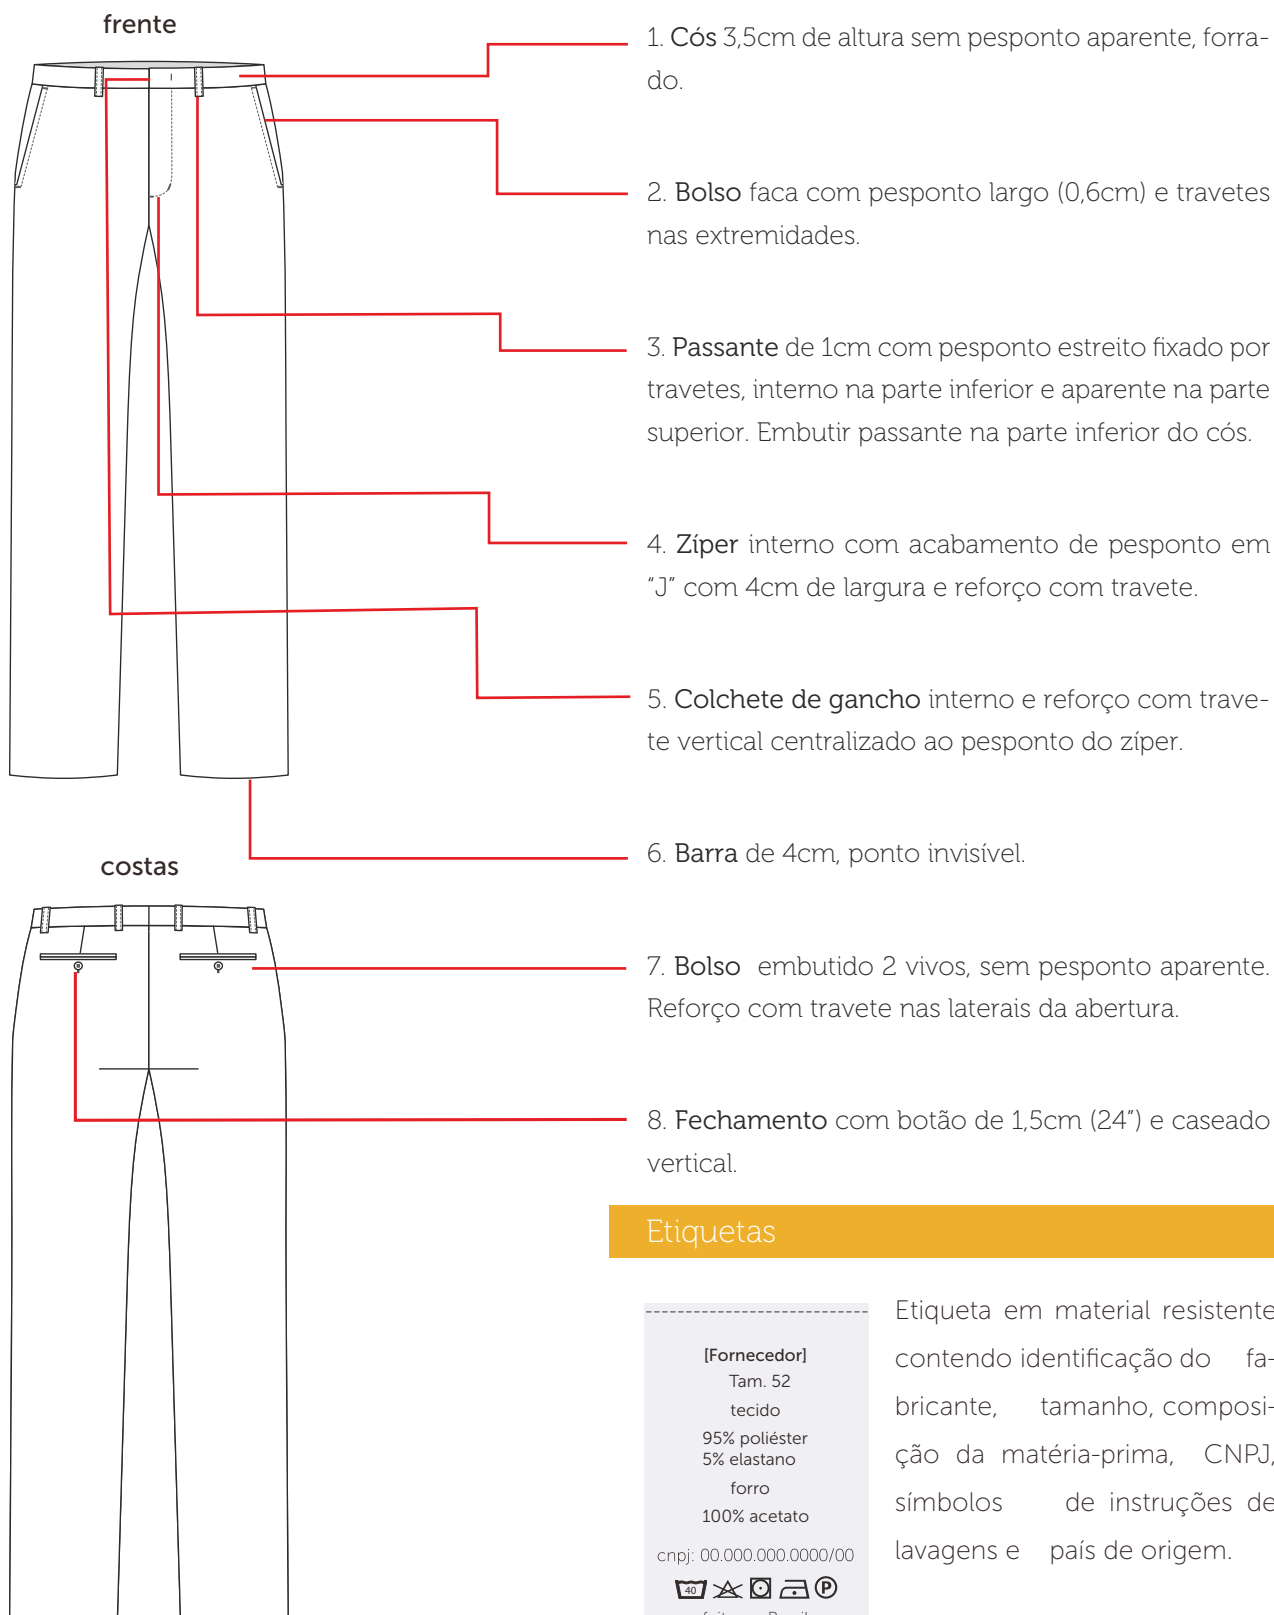 frente
1. Cós 3,5cm de altura sem pesponto aparente, forra-
do.
2. Bolso faca com pesponto largo (0,6cm) e travetes
nas extremidades.
3. Passante de 1cm com pesponto estreito fixado por
travetes, interno na parte inferior e aparente na parte
superior. Embutir passante na parte inferior do cós.
4. Zíper interno com acabamento de pesponto em
“J” com 4cm de largura e reforço com travete.
5. Colchete de gancho interno e reforço com trave-
te vertical centralizado ao pesponto do zíper.
6. Barra de 4cm, ponto invisível.
costas
7. Bolso embutido 2 vivos, sem pesponto aparente.
Reforço com travete nas laterais da abertura.
8. Fechamento com botão de 1,5cm (24”) e caseado
vertical.
Etiquetas
[Fornecedor]
Tam. 52
tecido
95% poliéster
5% elastano
forro
100% acetato
cnpj: 00.000.000.0000/00
40 P
Etiqueta em material resistente
contendo identificação do fa-
bricante, tamanho, composi-
ção da matéria-prima, CNPJ,
símbolos de instruções de
lavagens e país de origem.